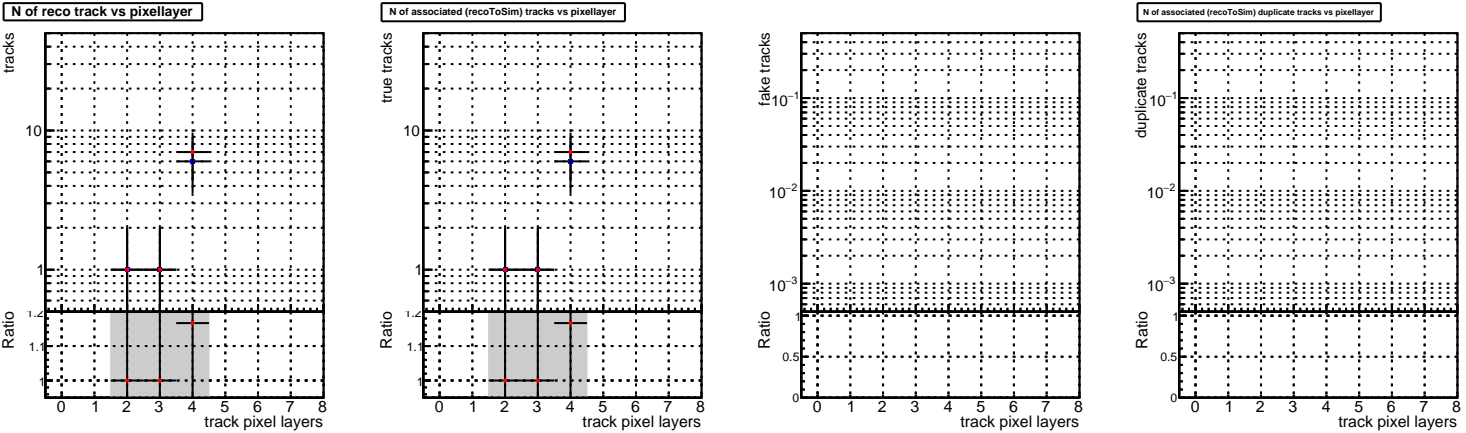 N of reco track vs pixellayer
tracks
10
1
Ratio
1.2
1.1
1
0 1 2 3 4 5 6 7 8
track pixel layers
N of associated (recoToSim) tracks vs pixellayer
true tracks
10
1
Ratio
1.2
1.1
1
0 1 2 3 4 5 6 7 8
track pixel layers
fake tracks
10−1
10−2
10−3
Ratio
1
0.5
0
0 1 2 3 4 5 6 7 8
track pixel layers
N of associated (recoToSim) duplicate tracks vs pixellayer
duplicate tracks
10−1
10−2
10−3
Ratio
1
0.5
0
0 1 2 3 4 5 6 7 8
track pixel layers